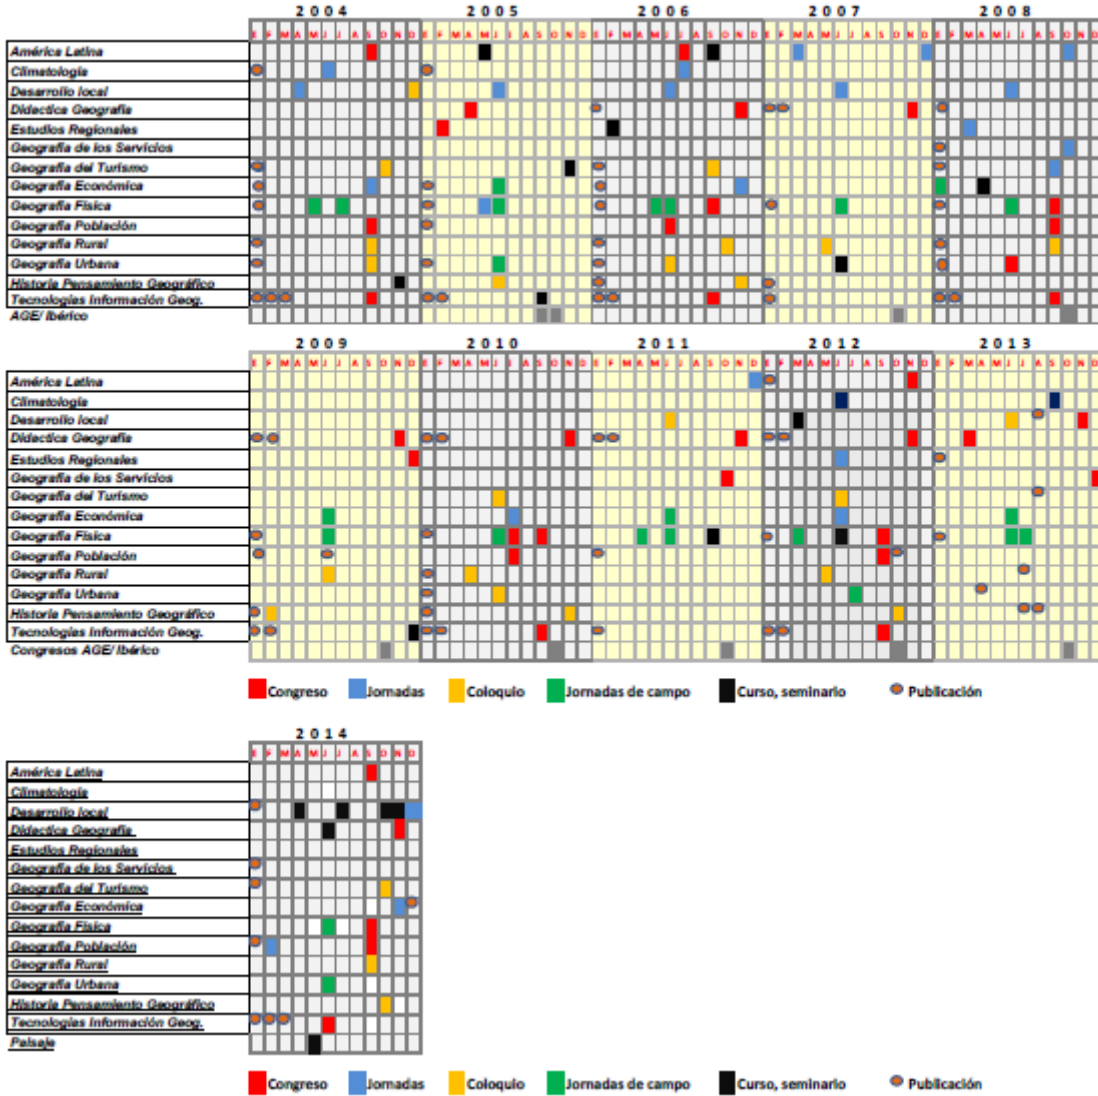 2004 2005 2006 2007 2008
E F M A M J J A S O N D E F M A M J J A S O N D E F M A M J J A S O N D E F M A M J J A S O N D E F M A M J J A S O N D
América Latina
Climatología
Desarrollo local
Didactica Geografía
Estudios Regionales
Geografía de los Servicios
Geografía del Turismo
Geografía Económica
Geografía Física
Geografía Población
Geografía Rural
Geografía Urbana
Historia Pensamiento Geográfico
Tecnologías Información Geog.
AGE/ Ibérico
2009 2010 2011 2012 2013
E F M A M J J A S O N D E F M A M J J A S O N D E F M A M J J A S O N D E F M A M J J A S O N D E F M A M J J A S O N D
América Latina
Climatología
Desarrollo local
Didactica Geografía
Estudios Regionales
Geografía de los Servicios
Geografía del Turismo
Geografía Económica
Geografía Física
Geografía Población
Geografía Rural
Geografía Urbana
Historia Pensamiento Geográfico
Tecnologías Información Geog.
Congresos AGE/ Ibérico
Congreso Jornadas Coloquio Jornadas de campo Curso, seminario Publicación
2014
E F M A M J J A S O N D
América Latina
Climatología
Desarrollo local
Didactica Geografía
Estudios Regionales
Geografía de los Servicios
Geografía del Turismo
Geografía Económica
Geografía Física
Geografía Población
Geografía Rural
Geografía Urbana
Historia Pensamiento Geográfico
Tecnologías Información Geog.
Paisaje
Congreso Jornadas Coloquio Jornadas de campo Curso, seminario Publicación